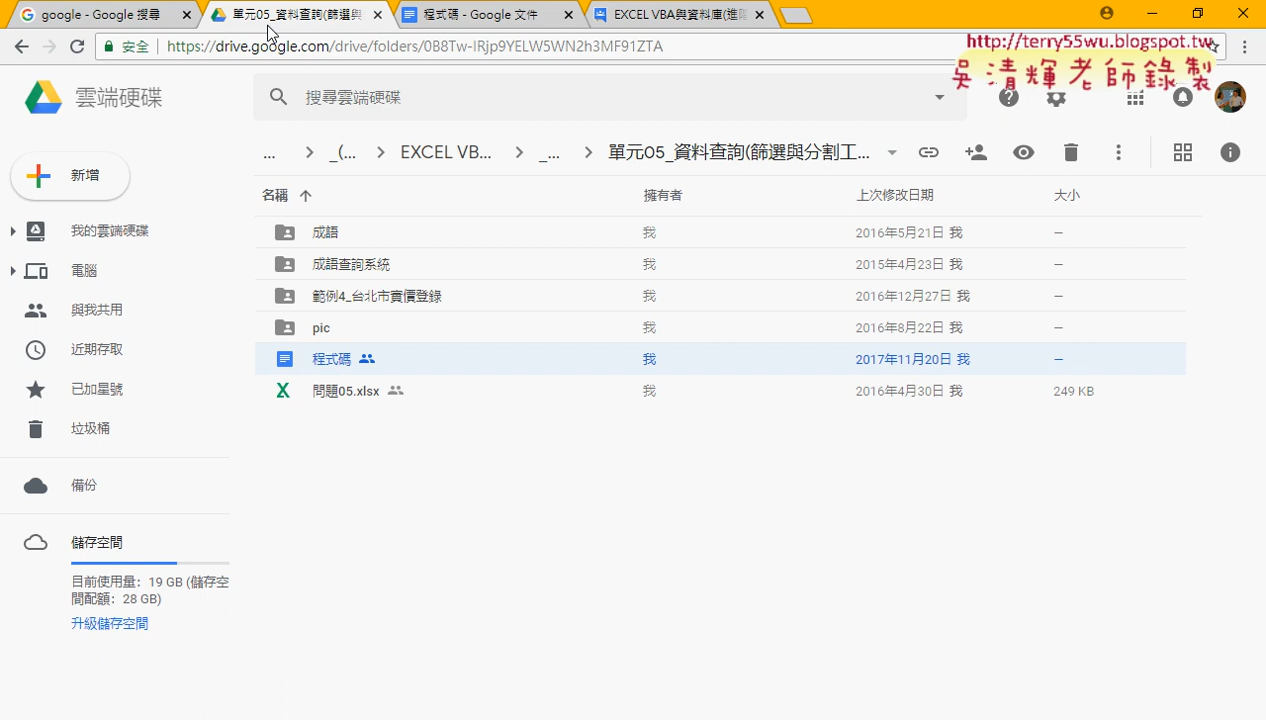 google - Google 搜尋
單元05_資料查詢(篩選與
程式碼 - Google 文件
EXCEL VBA與資料庫(進階
安全
https://drive.google.com/drive/folders/0B8Tw-IRjp9YELW5WN2h3MF91ZTA
http://terry55wu.blogspot.tw
吳清輝老師錄製
雲端硬碟
搜尋雲端硬碟
新增
... > _(... > EXCEL VB... > _... > 單元05_資料查詢(篩選與分割工...
名稱 擁有者 上次修改日期 大小
我的雲端硬碟
電腦
與我共用
近期存取
已加星號
垃圾桶
備份
儲存空間
目前使用量: 19 GB (儲存空
間配額: 28 GB)
升級儲存空間
成語 我 2016年5月21日 我 –
成語查詢系統 我 2015年4月23日 我 –
範例4_台北市實價登錄 我 2016年12月27日 我 –
pic 我 2016年8月22日 我 –
程式碼 我 2017年11月20日 我 –
問題05.xlsx 我 2016年4月30日 我 249 KB